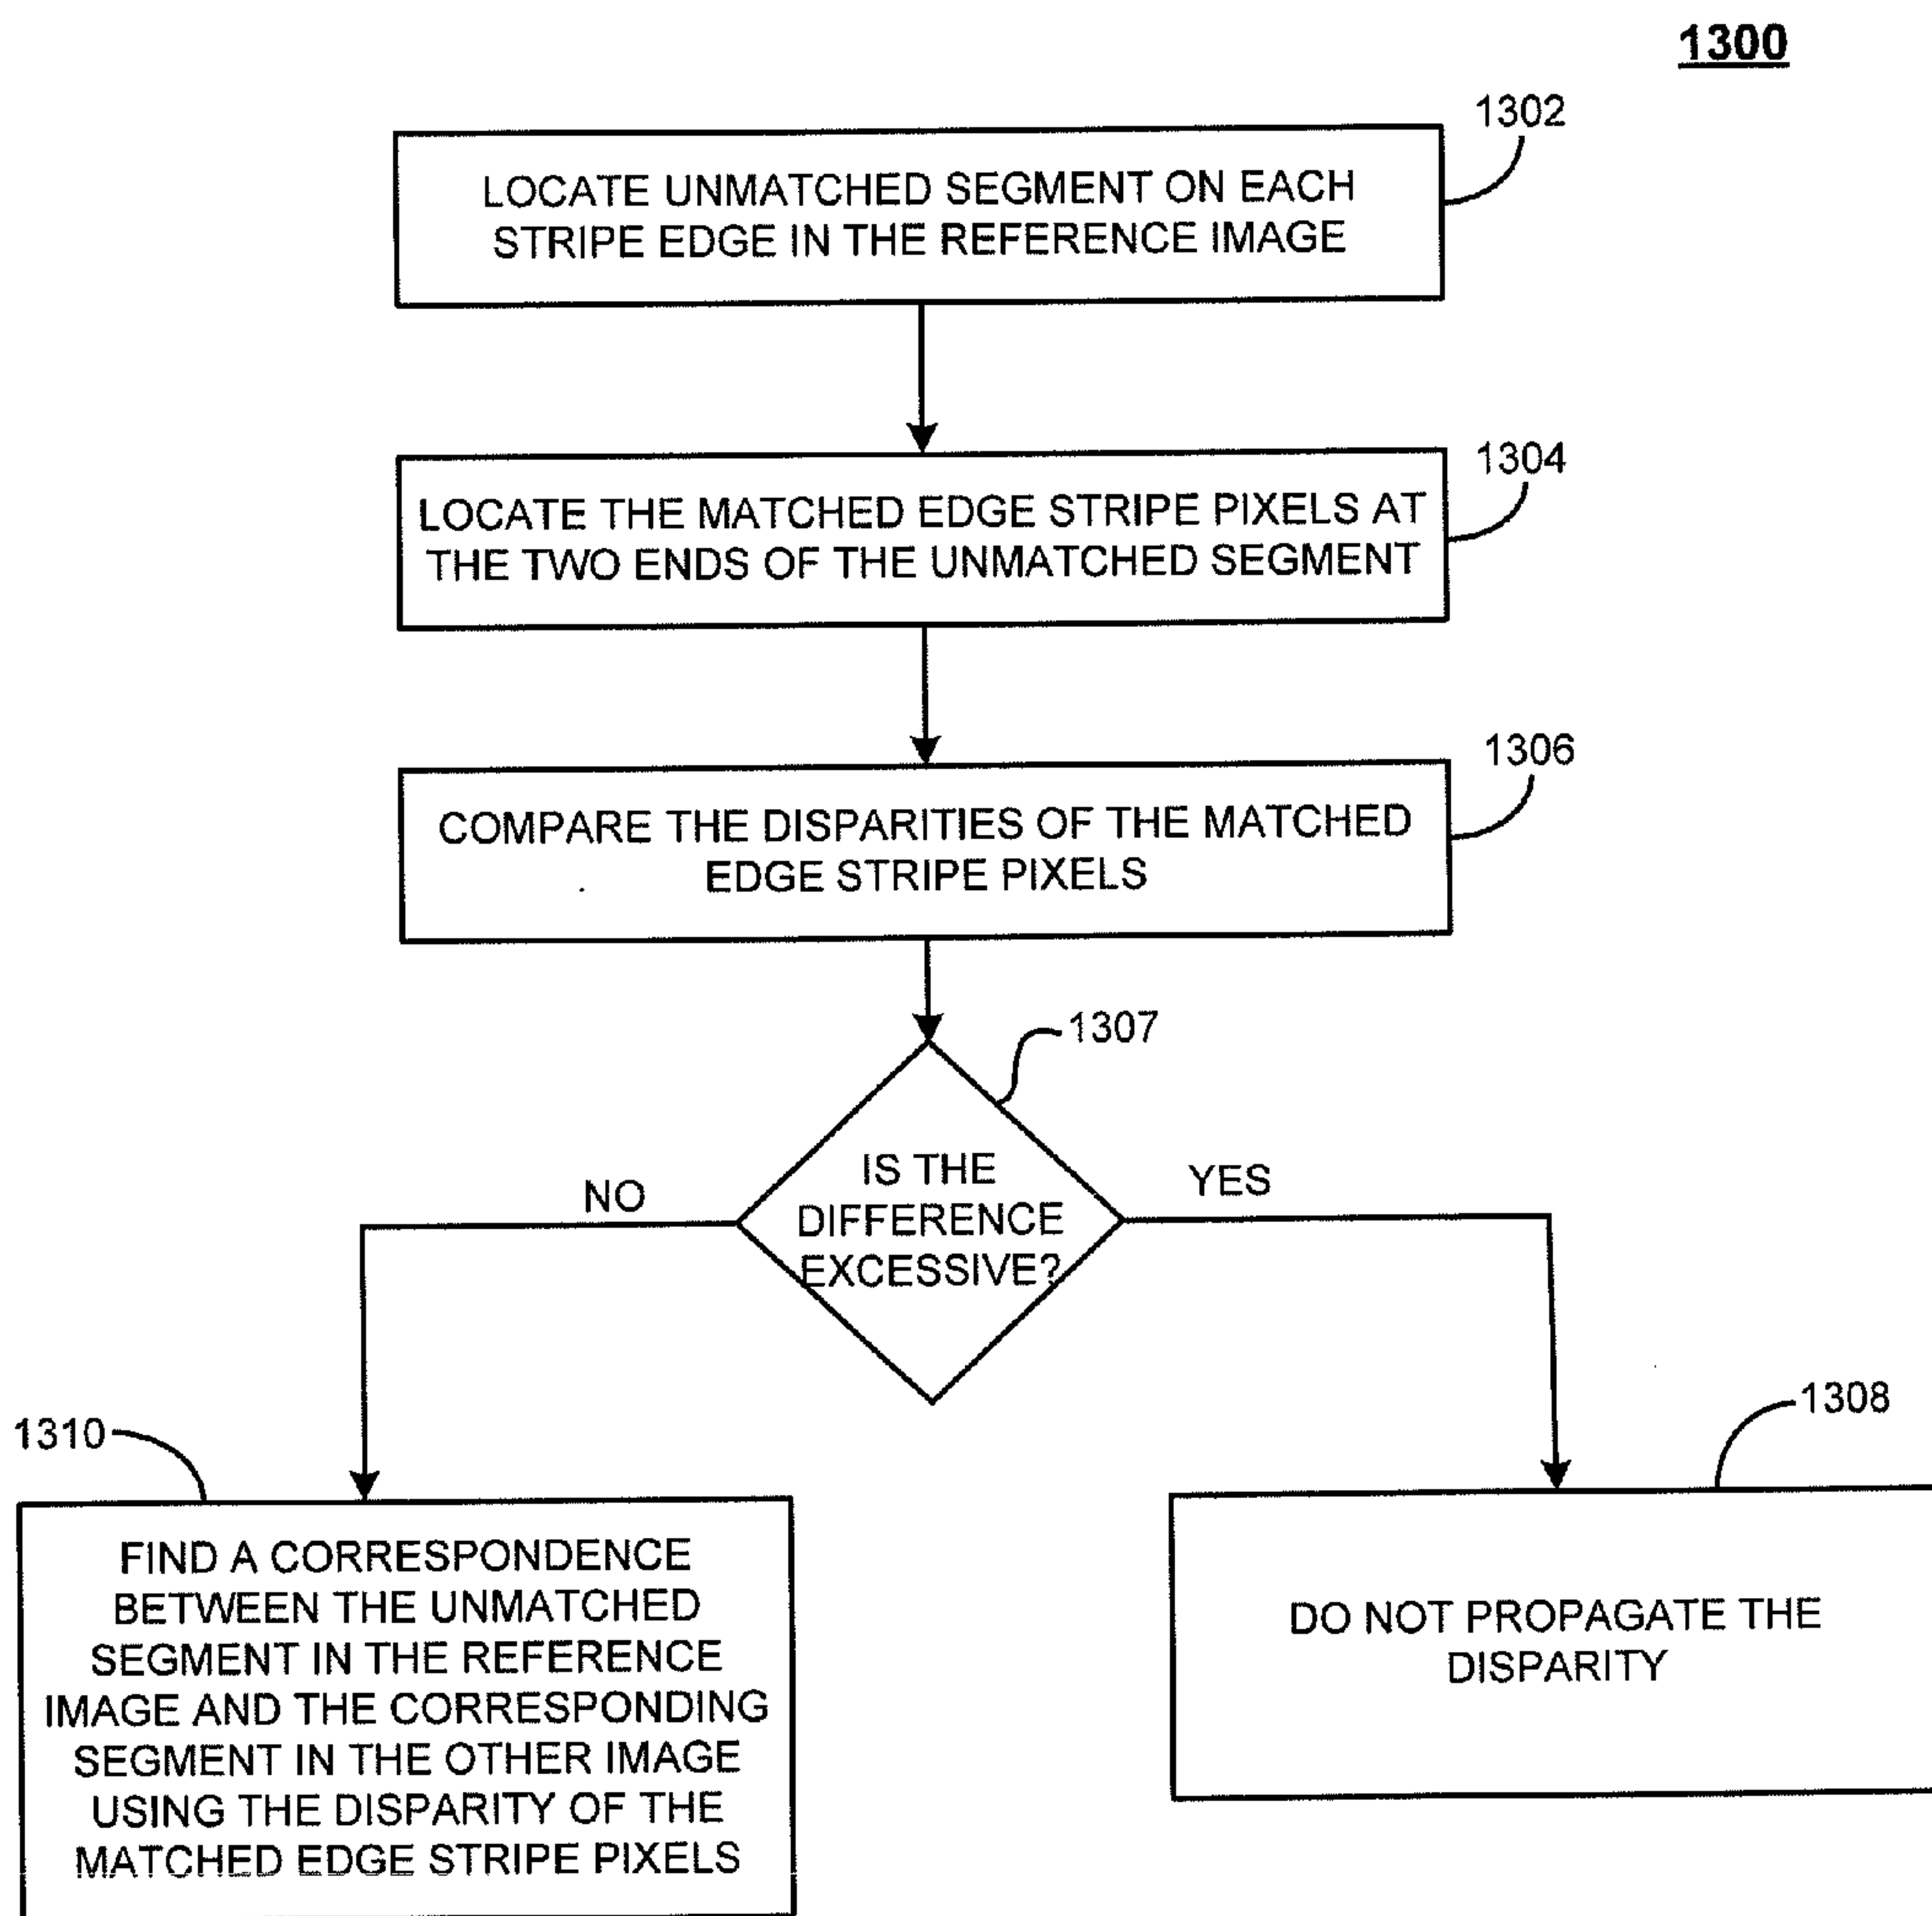 1300
1302
LOCATE UNMATCHED SEGMENT ON EACH
STRIPE EDGE IN THE REFERENCE IMAGE
1304
LOCATE THE MATCHED EDGE STRIPE PIXELS AT
THE TWO ENDS OF THE UNMATCHED SEGMENT
1306
COMPARE THE DISPARITIES OF THE MATCHED
EDGE STRIPE PIXELS
1307
IS THE
DIFFERENCE
EXCESSIVE?
NO
YES
1310
FIND A CORRESPONDENCE
BETWEEN THE UNMATCHED
SEGMENT IN THE REFERENCE
IMAGE AND THE CORRESPONDING
SEGMENT IN THE OTHER IMAGE
USING THE DISPARITY OF THE
MATCHED EDGE STRIPE PIXELS
1308
DO NOT PROPAGATE THE
DISPARITY